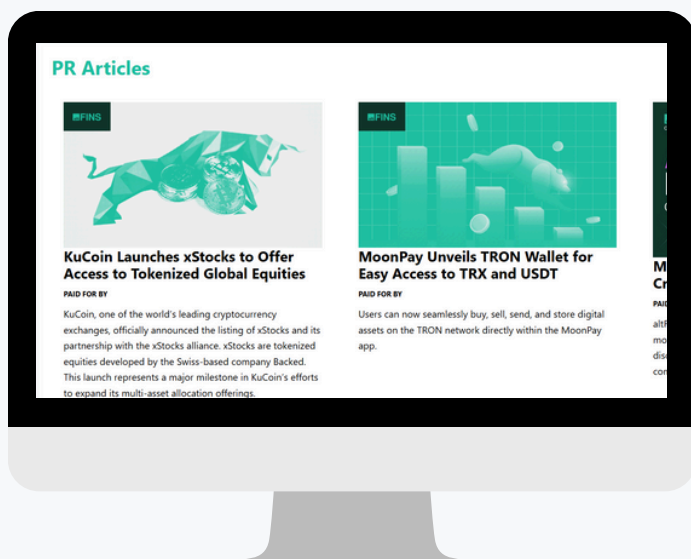 PR Articles
FINS
KuCoin Launches xStocks to Offer
Access to Tokenized Global Equities
PAID FOR BY
KuCoin, one of the world's leading cryptocurrency
exchanges, officially announced the listing of xStocks and its
partnership with the xStocks alliance. xStocks are tokenized
equities developed by the Swiss-based company Backed.
This launch represents a major milestone in KuCoin's efforts
to expand its multi-asset allocation offerings.
FINS
MoonPay Unveils TRON Wallet for
Easy Access to TRX and USDT
PAID FOR BY
Users can now seamlessly buy, sell, send, and store digital
assets on the TRON network directly within the MoonPay
app.